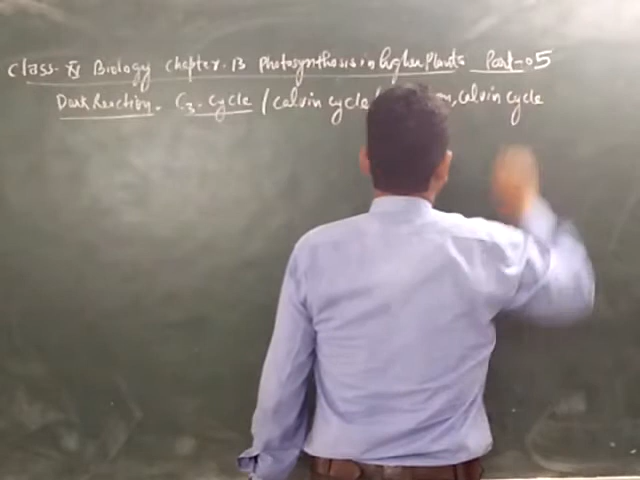 Class-XI Biology Chapter-13 Photosynthesis in higher Plants Part-05
Dark Reaction. C₃-Cycle / Calvin cycle / Calvin cycle